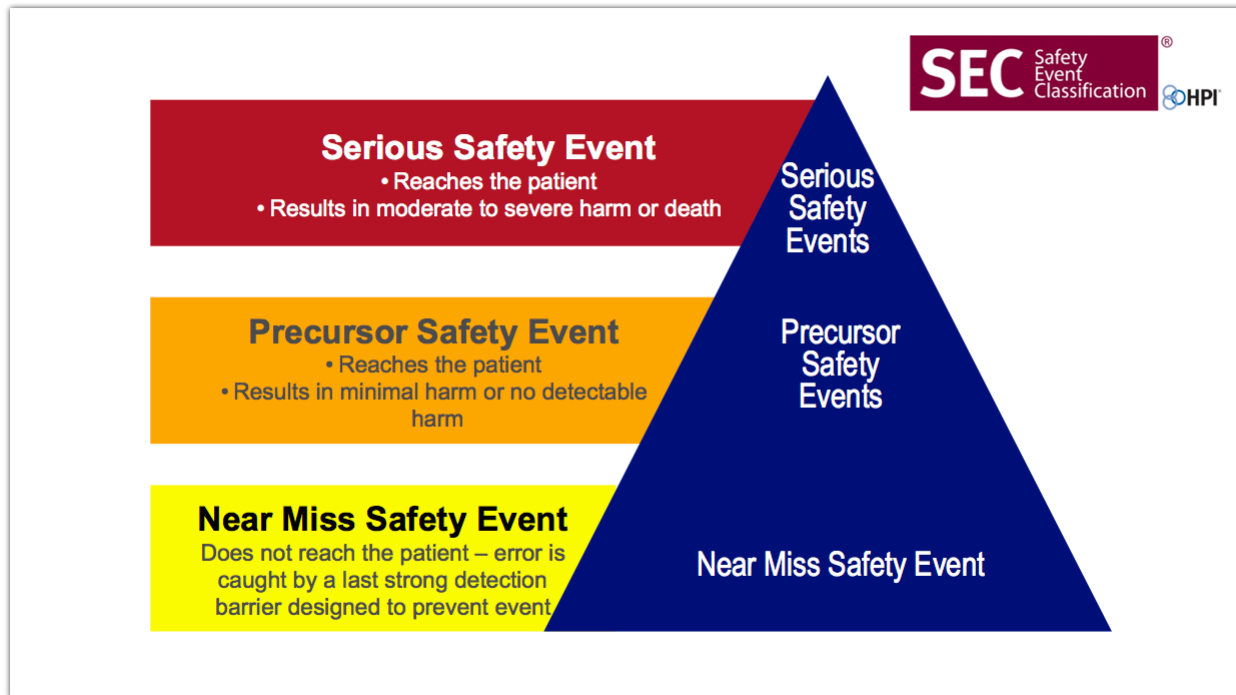 SEC Safety
Event
Classification
®
HPI
Serious Safety Event
• Reaches the patient
• Results in moderate to severe harm or death
Serious
Safety
Events
Precursor Safety Event
• Reaches the patient
• Results in minimal harm or no detectable
harm
Precursor
Safety
Events
Near Miss Safety Event
Does not reach the patient – error is
caught by a last strong detection
barrier designed to prevent event
Near Miss Safety Event